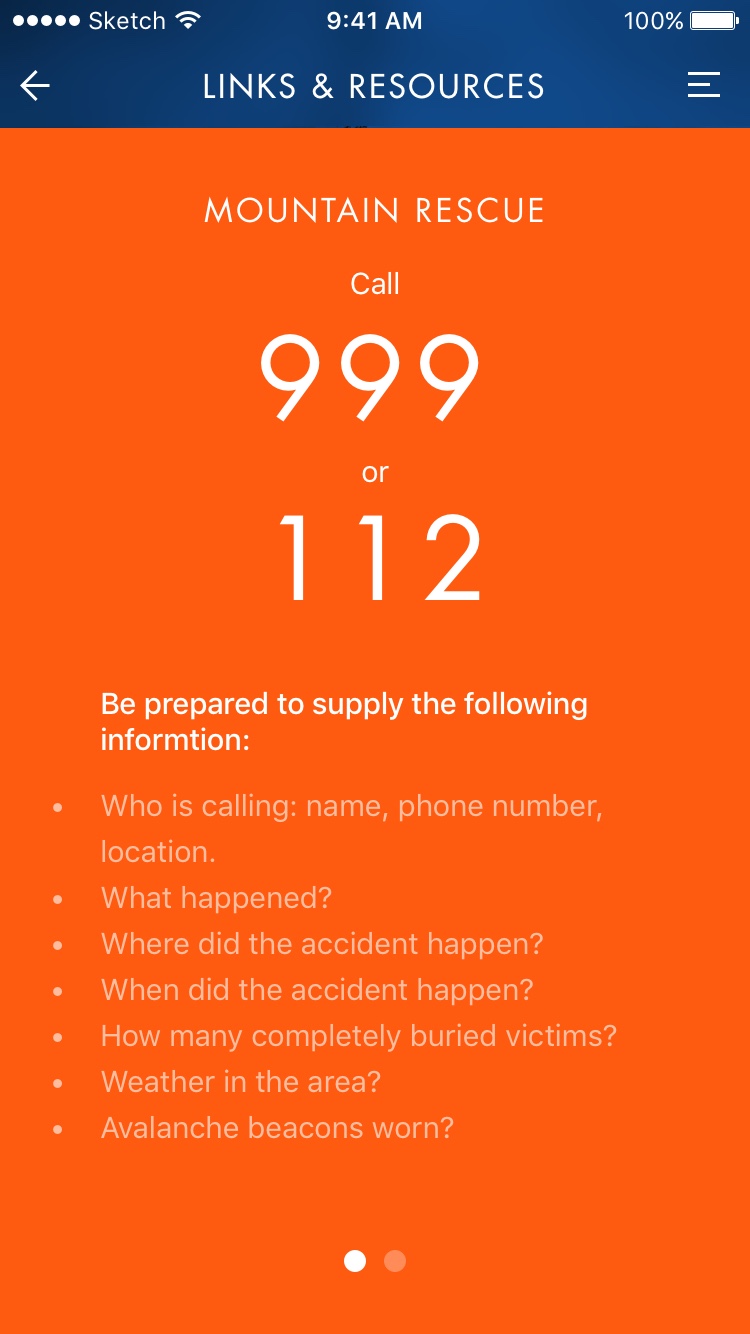 Sketch 9:41 AM 100%
LINKS & RESOURCES
MOUNTAIN RESCUE
Call
999
or
112
Be prepared to supply the following
informtion:
• Who is calling: name, phone number,
location.
• What happened?
• Where did the accident happen?
• When did the accident happen?
• How many completely buried victims?
• Weather in the area?
• Avalanche beacons worn?